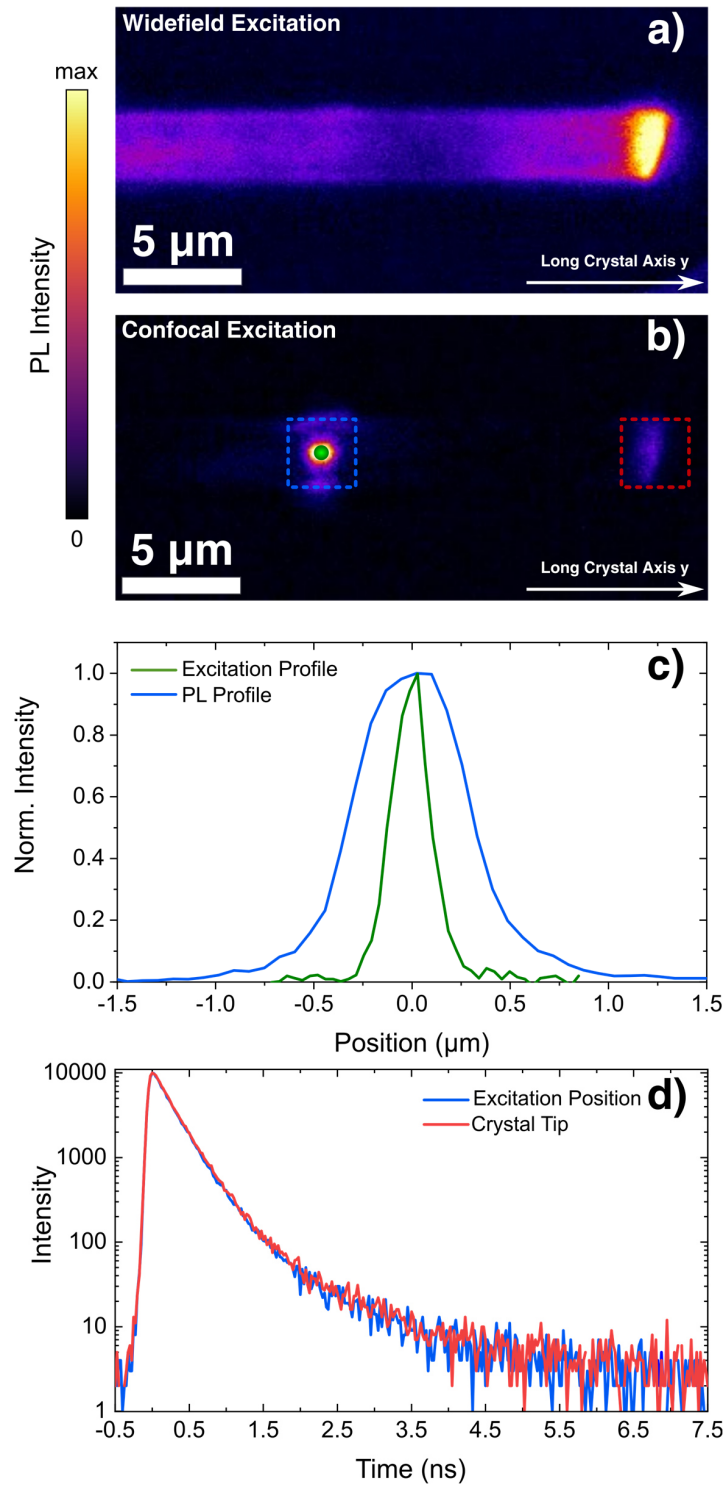 Widefield Excitation
a)
max
PL Intensity
0
5 µm
Long Crystal Axis y
Confocal Excitation
b)
5 µm
Long Crystal Axis y
c)
Excitation Profile
PL Profile
Norm. Intensity
1.0
0.8
0.6
0.4
0.2
0.0
-1.5 -1.0 -0.5 0.0 0.5 1.0 1.5
Position (µm)
d)
Excitation Position
Crystal Tip
Intensity
10000
1000
100
10
1
-0.5 0.5 1.5 2.5 3.5 4.5 5.5 6.5 7.5
Time (ns)